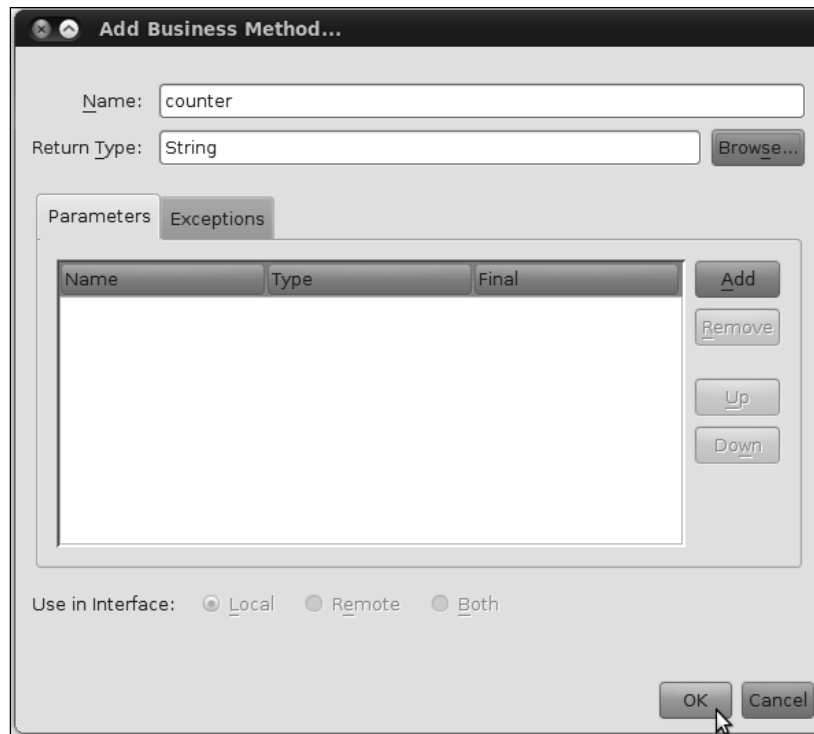 Add Business Method...
Name: counter
Return Type: String Browse...
Parameters Exceptions
Name Type Final
Add
Remove
Up
Down
Use in Interface: Local Remote Both
OK Cancel